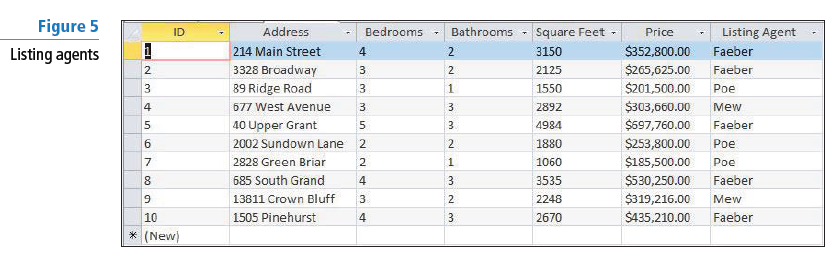 Figure 5
Listing agents
ID Address Bedrooms Bathrooms Square Feet Price Listing Agent
1 214 Main Street 4 2 3150 $352,800.00 Faeber
2 3328 Broadway 3 2 2125 $265,625.00 Faeber
3 89 Ridge Road 3 1 1550 $201,500.00 Poe
4 677 West Avenue 3 3 2892 $303,660.00 Mew
5 40 Upper Grant 5 3 4984 $697,760.00 Faeber
6 2002 Sundown Lane 2 2 1880 $253,800.00 Poe
7 2828 Green Briar 2 1 1060 $185,500.00 Poe
8 685 South Grand 4 3 3535 $530,250.00 Faeber
9 13811 Crown Bluff 3 2 2248 $319,216.00 Mew
10 1505 Pinehurst 4 3 2670 $435,210.00 Faeber
* (New)